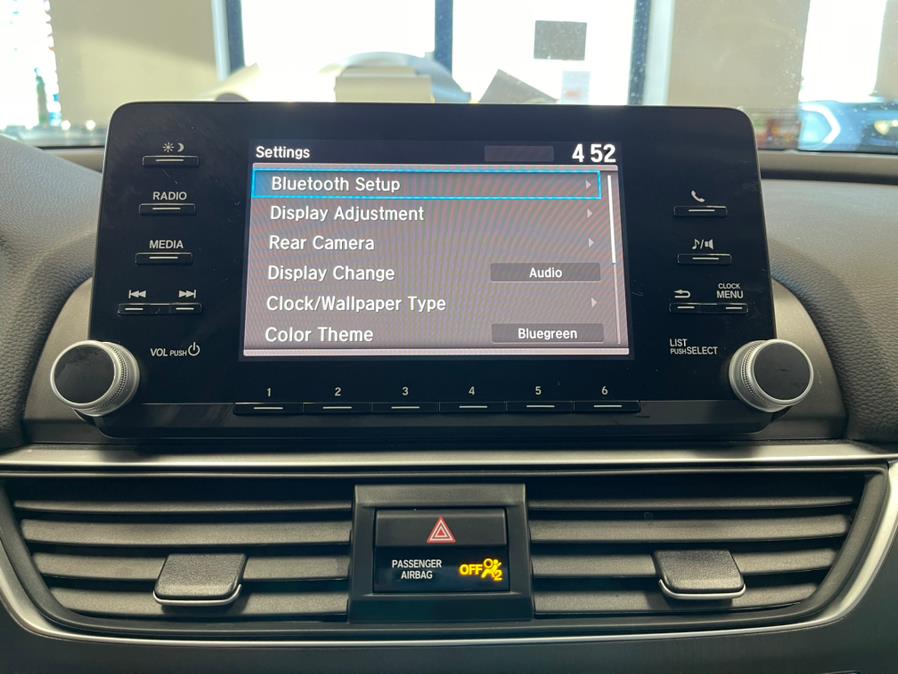 Settings
4 52
Bluetooth Setup
Display Adjustment
Rear Camera
Display Change Audio
Clock/Wallpaper Type
Color Theme Bluegreen
RADIO
MEDIA
VOL PUSH
CLOCK
MENU
LIST
PUSH SELECT
1 2 3 4 5 6
PASSENGER
AIRBAG
OFF
2